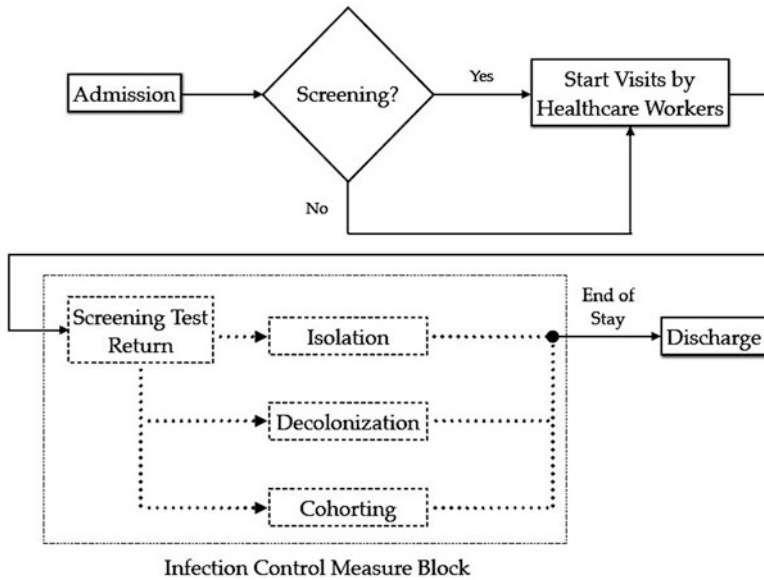 Admission
Screening?
Yes
Start Visits by
Healthcare Workers
No
Screening Test
Return
Isolation
End of
Stay
Discharge
Decolonization
Cohorting
Infection Control Measure Block